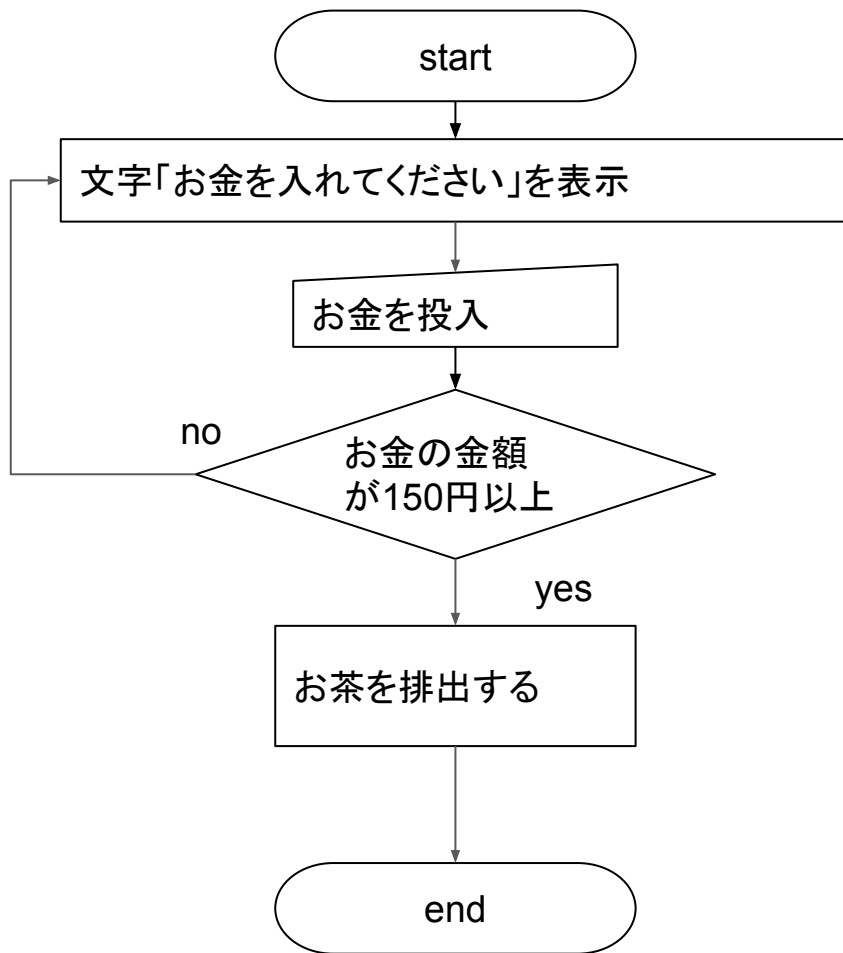 start
文字「お金を入れてください」を表示
お金を投入
no
お金の金額
が150円以上
yes
お茶を排出する
end